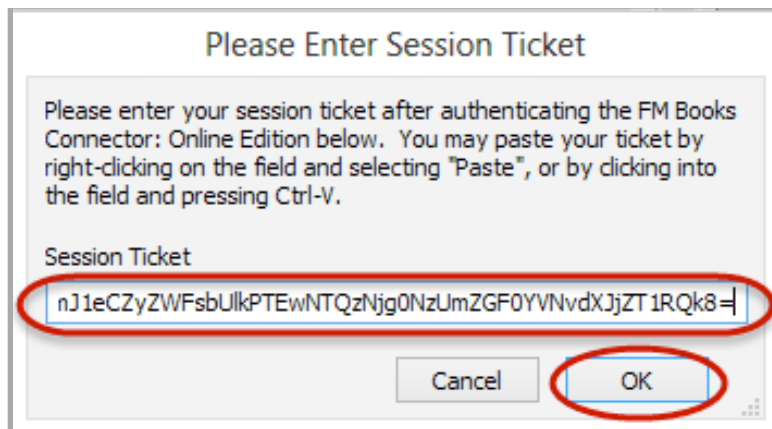 Please Enter Session Ticket
Please enter your session ticket after authenticating the FM Books
Connector: Online Edition below.  You may paste your ticket by
right-clicking on the field and selecting "Paste", or by clicking into
the field and pressing Ctrl-V.
Session Ticket
nJ1eCZyZWFsbUlkPTEwNTQzNjg0NzUmZGF0YVNvdXJjZT1RQk8=
Cancel
OK